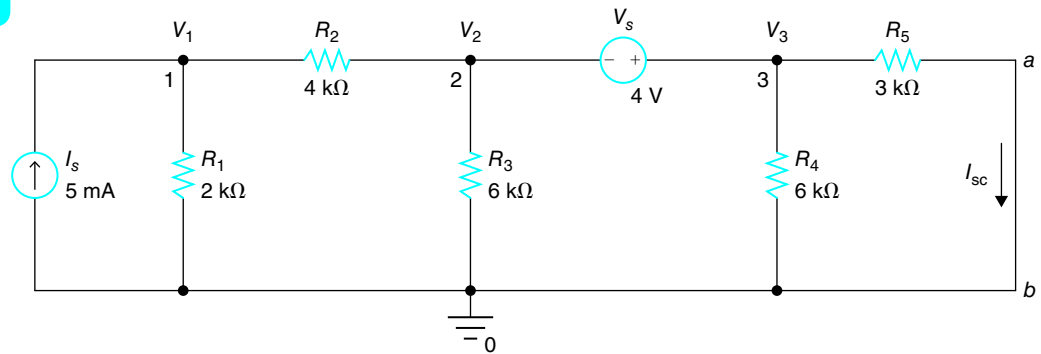 V₁ R₂ V₂ Vₛ V₃ R₅
− +
1 4 kΩ 2 4 V 3 3 kΩ a
Iₛ R₁ R₃ R₄ I_sc
5 mA 2 kΩ 6 kΩ 6 kΩ
b
0